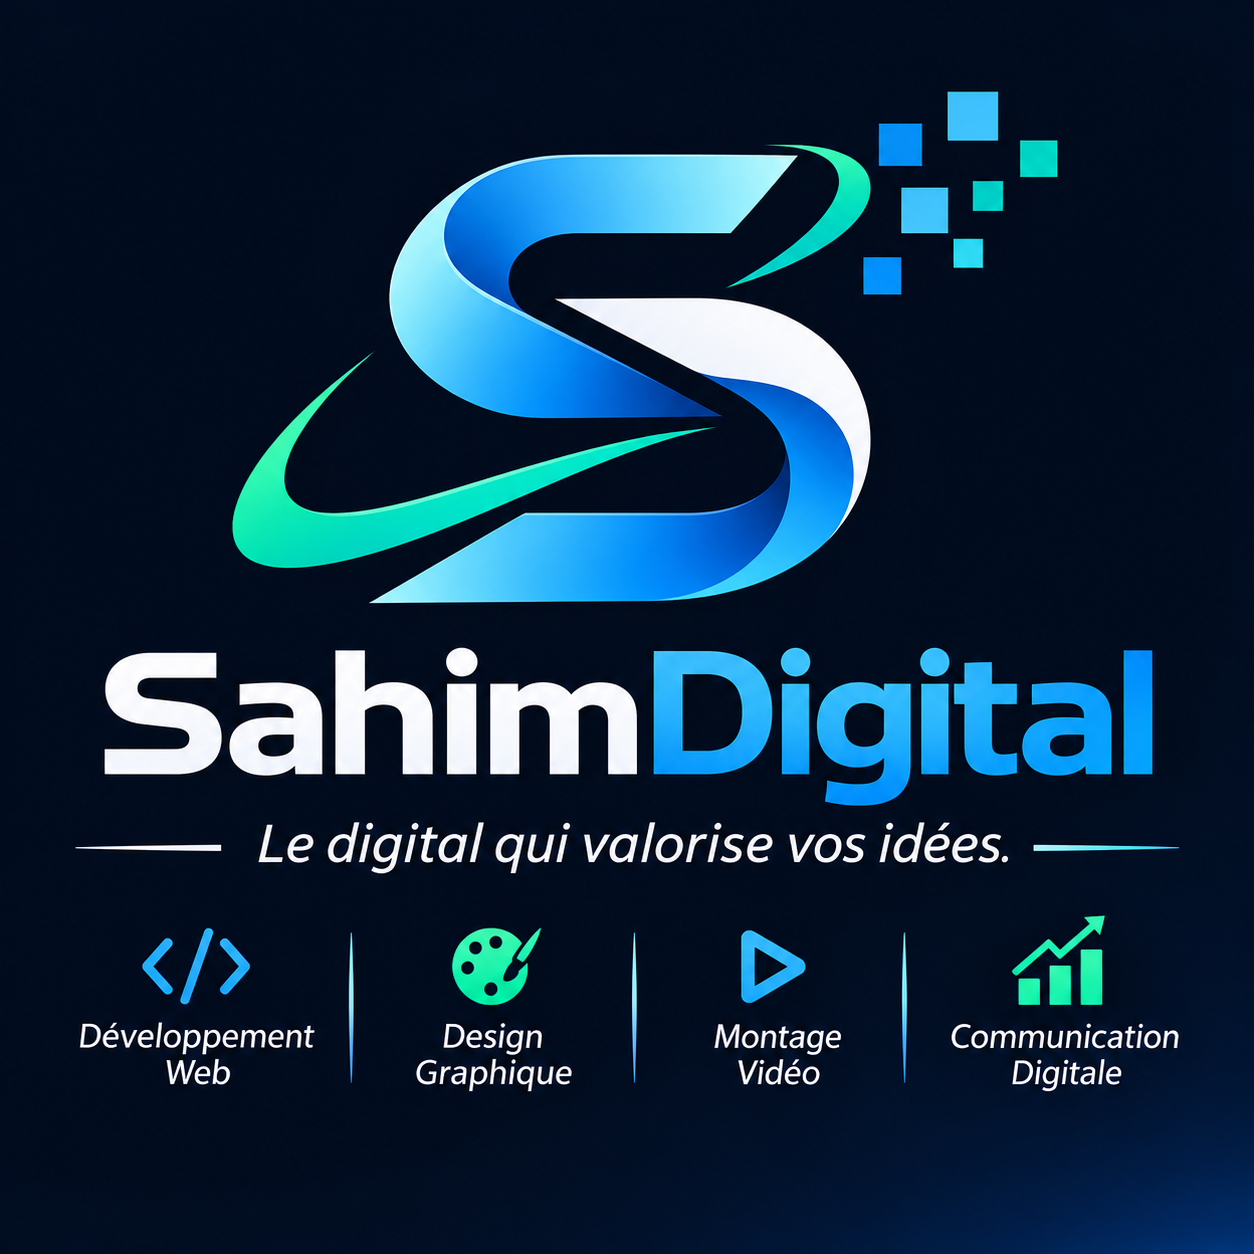 SahimDigital
Le digital qui valorise vos idées.
Développement
Web
Design
Graphique
Montage
Vidéo
Communication
Digitale